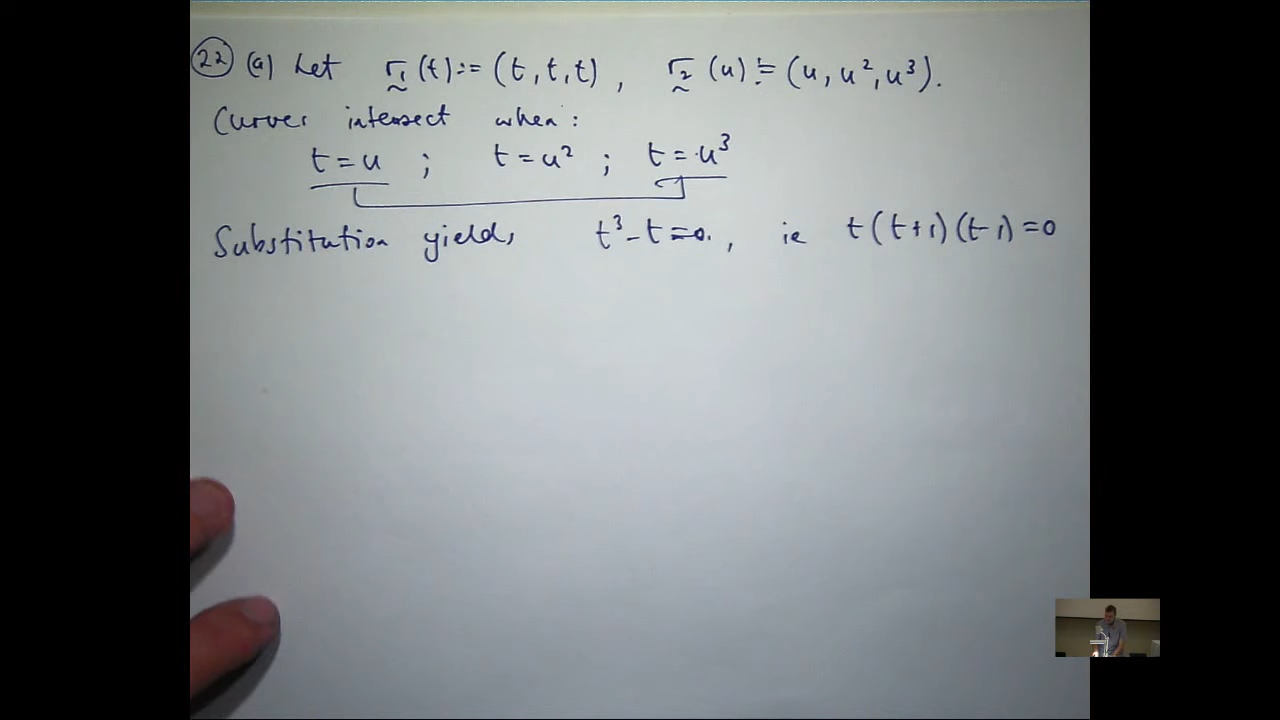 22 (a) Let r₁(t) := (t, t, t) , r₂(u) := (u, u², u³).
Curves intersect when :
t = u ; t = u² ; t = u³
Substitution yields t³ - t = 0. , ie t(t+1)(t-1) = 0